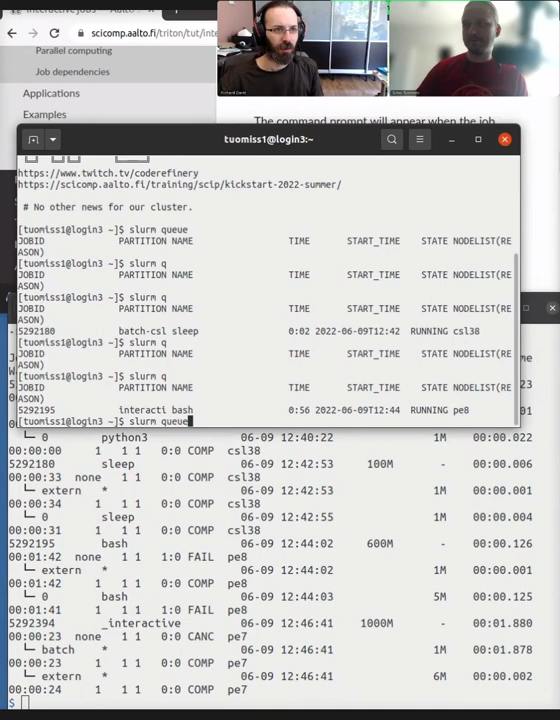 Interactive jobs
scicomp.aalto.fi/triton/tut/inte
Parallel computing
Job dependencies
Applications
Examples
The command prompt will appear when the job
tuomiss1@login3:~
https://www.twitch.tv/coderefinery
https://scicomp.aalto.fi/training/scip/kickstart-2022-summer/
# No other news for our cluster.
[tuomiss1@login3 ~]$ slurm queue
JOBID PARTITION NAME TIME START_TIME STATE NODELIST(RE
ASON)
[tuomiss1@login3 ~]$ slurm q
JOBID PARTITION NAME TIME START_TIME STATE NODELIST(RE
ASON)
[tuomiss1@login3 ~]$ slurm q
JOBID PARTITION NAME TIME START_TIME STATE NODELIST(RE
ASON)
5292180 batch-csl sleep 0:02 2022-06-09T12:42 RUNNING csl38
[tuomiss1@login3 ~]$ slurm q
JOBID PARTITION NAME TIME START_TIME STATE NODELIST(RE
ASON)
[tuomiss1@login3 ~]$ slurm q
JOBID PARTITION NAME TIME START_TIME STATE NODELIST(RE
ASON)
5292195 interacti bash 0:56 2022-06-09T12:44 RUNNING pe8
[tuomiss1@login3 ~]$ slurm queue
└─ 0 python3 06-09 12:40:22 1M 00:00.022
00:00:00 1 1 1 0:0 COMP csl38
5292180 sleep 06-09 12:42:53 100M - 00:00.006
00:00:33 none 1 1 1 0:0 COMP csl38
└─ extern * 06-09 12:42:53 1M 00:00.001
00:00:34 1 1 1 0:0 COMP csl38
└─ 0 sleep 06-09 12:42:55 1M 00:00.004
00:00:31 1 1 1 0:0 COMP csl38
5292195 bash 06-09 12:44:02 600M - 00:00.126
00:01:42 none 1 1 1 1:0 FAIL pe8
└─ extern * 06-09 12:44:02 1M 00:00.001
00:01:42 1 1 1 0:0 COMP pe8
└─ 0 bash 06-09 12:44:03 5M 00:00.125
00:01:41 1 1 1 1:0 FAIL pe8
5292394 _interactive 06-09 12:46:41 1000M - 00:01.880
00:00:23 none 1 1 1 0:0 CANC pe7
└─ batch * 06-09 12:46:41 1M 00:01.878
00:00:23 1 1 1 0:0 COMP pe7
└─ extern * 06-09 12:46:41 6M 00:00.002
00:00:24 1 1 1 0:0 COMP pe7
$